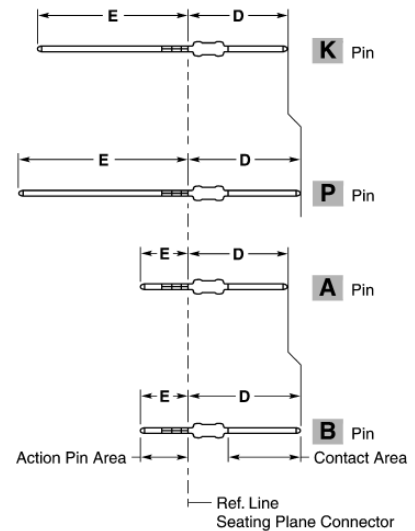 E D
K Pin
E D
P Pin
E D
A Pin
E D
B Pin
Action Pin Area Contact Area
Ref. Line
Seating Plane Connector